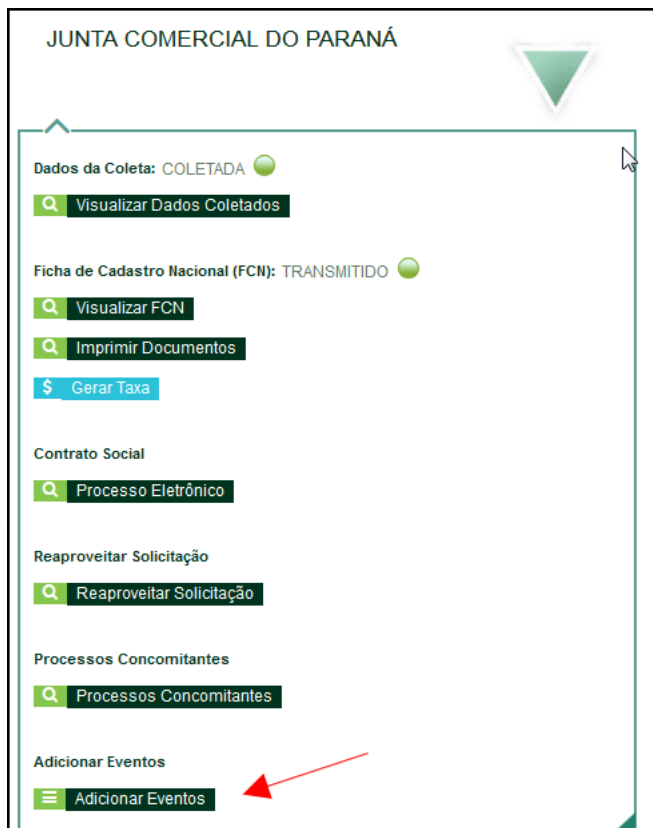 JUNTA COMERCIAL DO PARANÁ
Dados da Coleta: COLETADA
Visualizar Dados Coletados
Ficha de Cadastro Nacional (FCN): TRANSMITIDO
Visualizar FCN
Imprimir Documentos
$ Gerar Taxa
Contrato Social
Processo Eletrônico
Reaproveitar Solicitação
Reaproveitar Solicitação
Processos Concomitantes
Processos Concomitantes
Adicionar Eventos
Adicionar Eventos